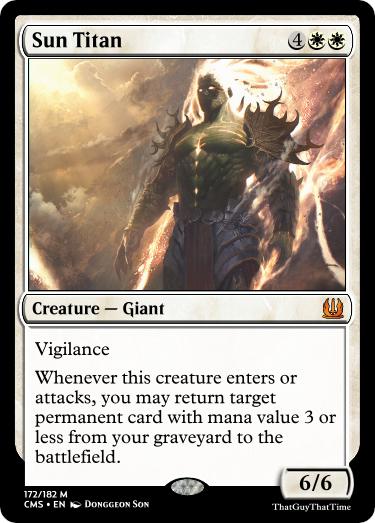 Sun Titan 4
Creature — Giant
Vigilance
Whenever this creature enters or
attacks, you may return target
permanent card with mana value 3 or
less from your graveyard to the
battlefield.
6/6
172/182 M
CMS • EN Donggeon Son
ThatGuyThatTime